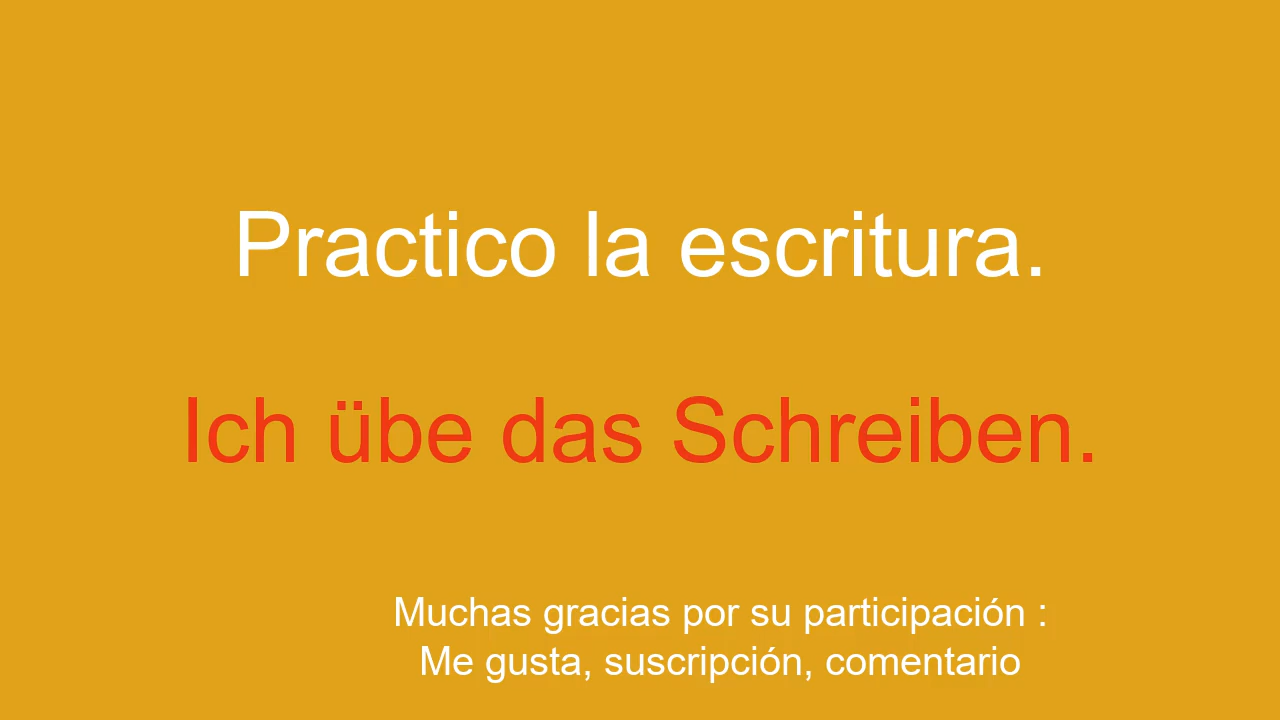 Practico la escritura.
Ich übe das Schreiben.
Muchas gracias por su participación :
Me gusta, suscripción, comentario